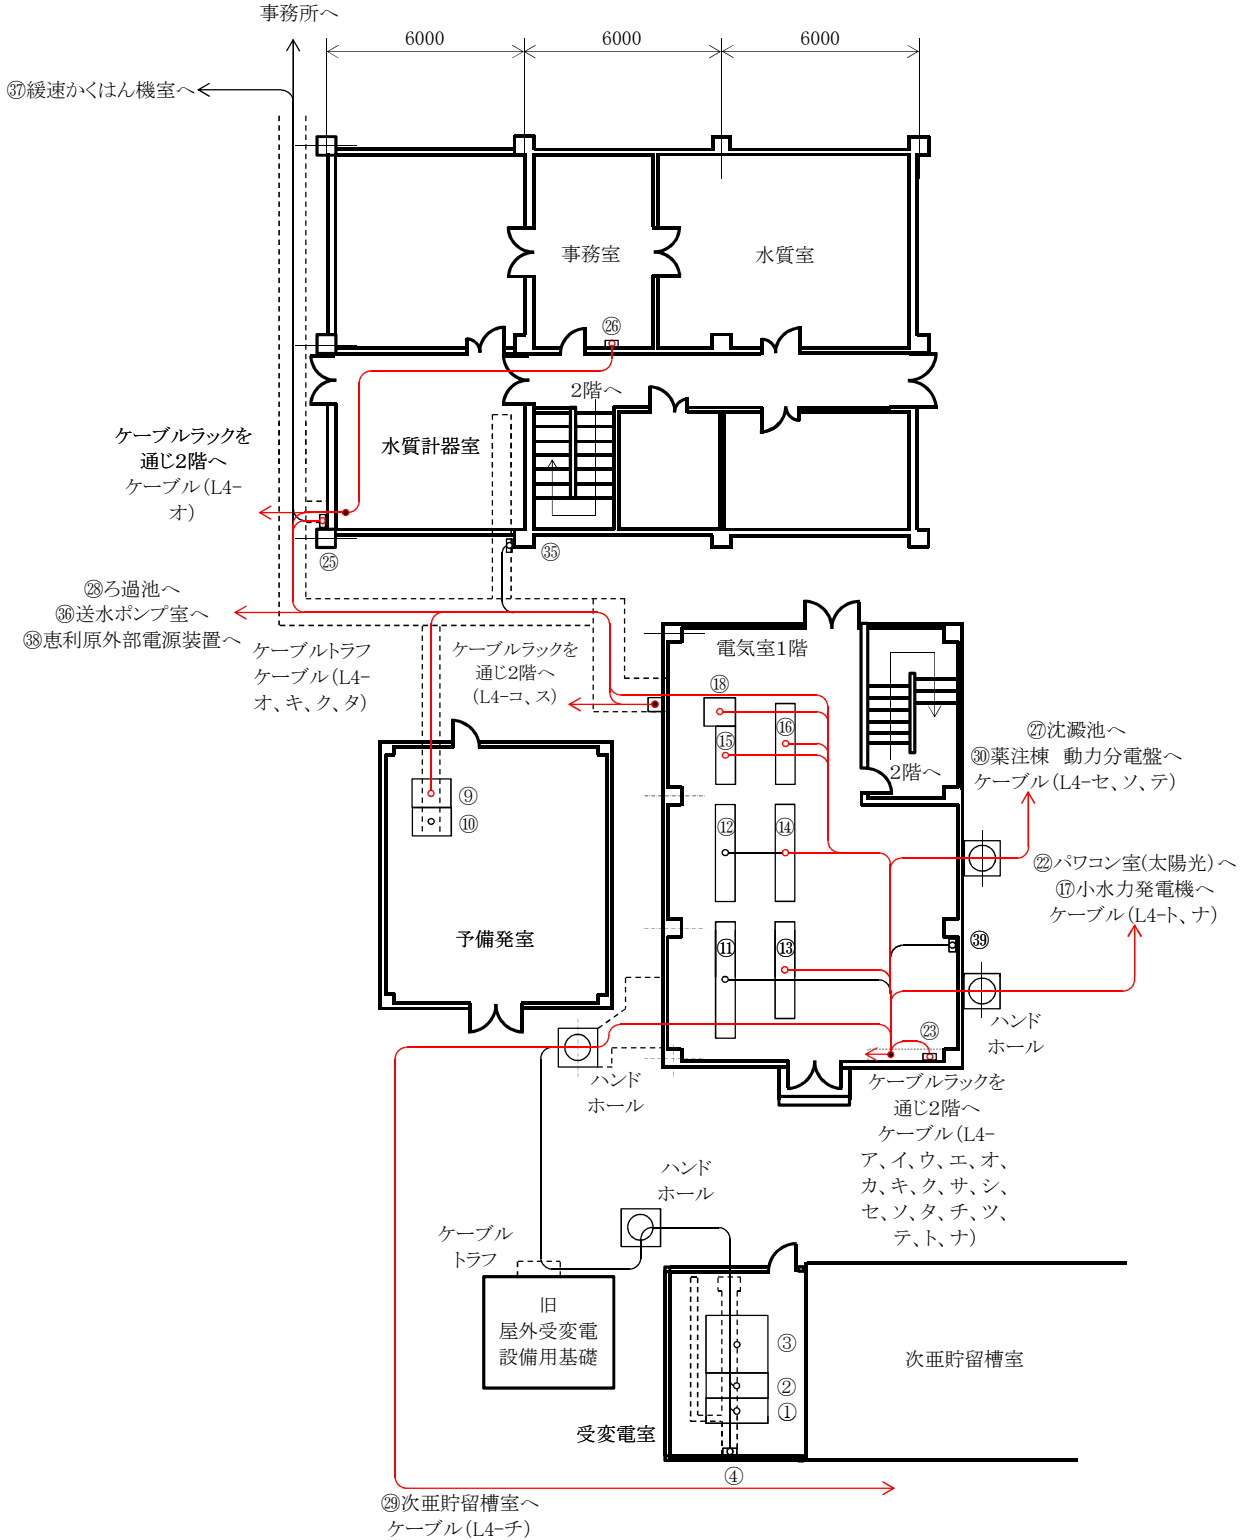 事務所へ
6000
6000
6000
㊲緩速かくはん機室へ
事務室
水質室
㉖
2階へ
水質計器室
ケーブルラックを
通じ2階へ
ケーブル(L4-
オ)
㉕
㉟
㉘ろ過池へ
㊱送水ポンプ室へ
㊳恵利原外部電源装置へ
ケーブルトラフ
ケーブル(L4-
オ、キ、ク、タ)
ケーブルラックを
通じ2階へ
(L4-コ、ス)
電気室1階
⑱
⑯
⑮
2階へ
㉗沈澱池へ
㉚薬注棟 動力分電盤へ
ケーブル(L4-セ、ソ、テ)
⑨
⑩
⑫
⑭
㉒パワコン室(太陽光)へ
⑰小水力発電機へ
ケーブル(L4-ト、ナ)
予備発室
⑪
⑬
㊴
㉓
ハンド
ホール
ハンド
ホール
ケーブルラックを
通じ2階へ
ケーブル(L4-
ア、イ、ウ、エ、オ、
カ、キ、ク、サ、シ、
セ、ソ、タ、チ、ツ、
テ、ト、ナ)
ハンド
ホール
ケーブル
トラフ
旧
屋外受変電
設備用基礎
③
②
①
次亜貯留槽室
受変電室
④
㉙次亜貯留槽室へ
ケーブル(L4-チ)